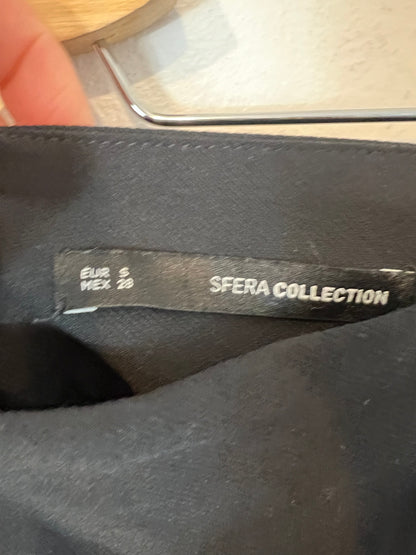 EUR S
MEX 28
SFERA COLLECTION